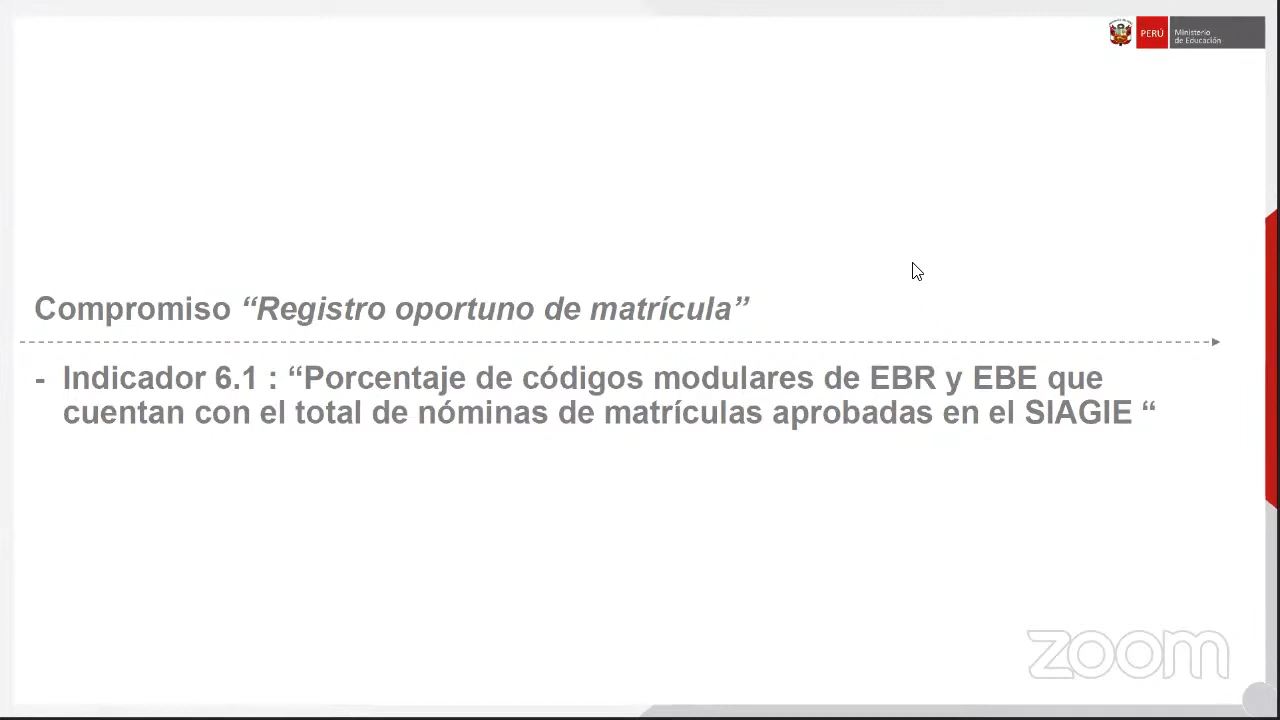 PERÚ
Ministerio
de Educación
Compromiso “Registro oportuno de matrícula”
- Indicador 6.1 : “Porcentaje de códigos modulares de EBR y EBE que
cuentan con el total de nóminas de matrículas aprobadas en el SIAGIE “
zoom